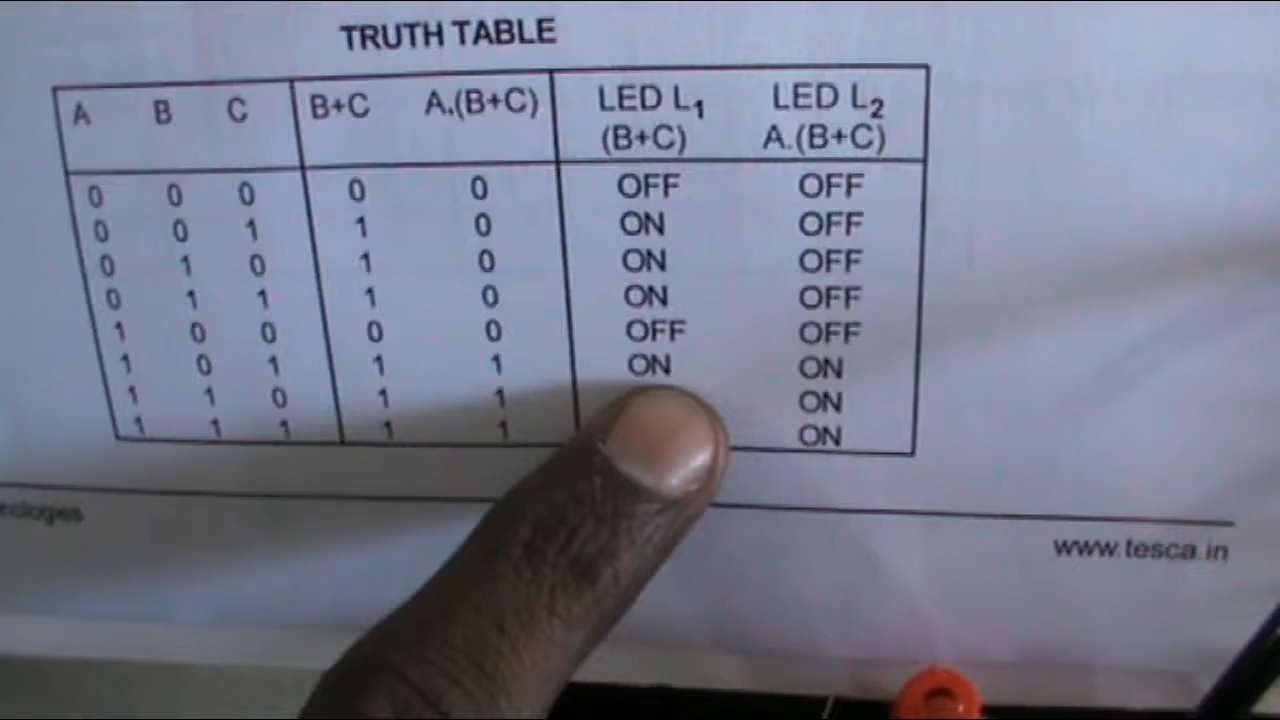 TRUTH TABLE
A B C B+C A.(B+C) LED L₁ (B+C) LED L₂ A.(B+C)
0 0 0 0 0 OFF OFF
0 0 1 1 0 ON OFF
0 1 0 1 0 ON OFF
0 1 1 1 0 ON OFF
1 0 0 0 0 OFF OFF
1 0 1 1 1 ON ON
1 1 0 1 1 ON
1 1 1 1 1 ON
www.tesca.in